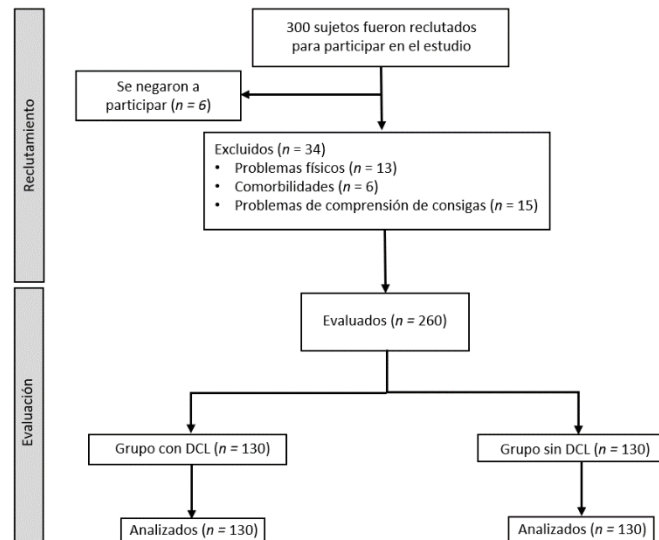 300 sujetos fueron reclutados
para participar en el estudio
Se negaron a
participar (n = 6)
Reclutamiento
Excluidos (n = 34)
• Problemas físicos (n = 13)
• Comorbilidades (n = 6)
• Problemas de comprensión de consigas (n = 15)
Evaluados (n = 260)
Evaluación
Grupo con DCL (n = 130)
Grupo sin DCL (n = 130)
Analizados (n = 130)
Analizados (n = 130)